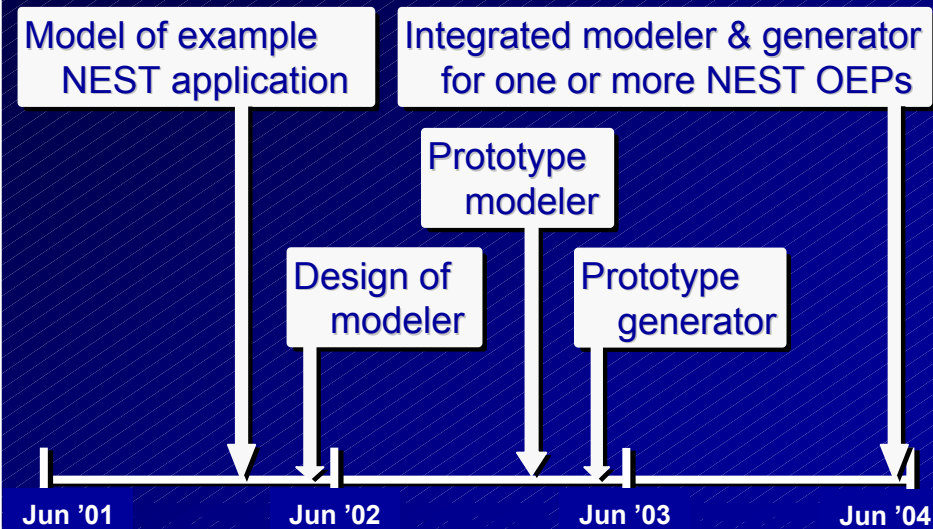 Model of example
NEST application
Integrated modeler & generator
for one or more NEST OEPs
Prototype
modeler
Design of
modeler
Prototype
generator
Jun ’01
Jun ’02
Jun ’03
Jun ’04